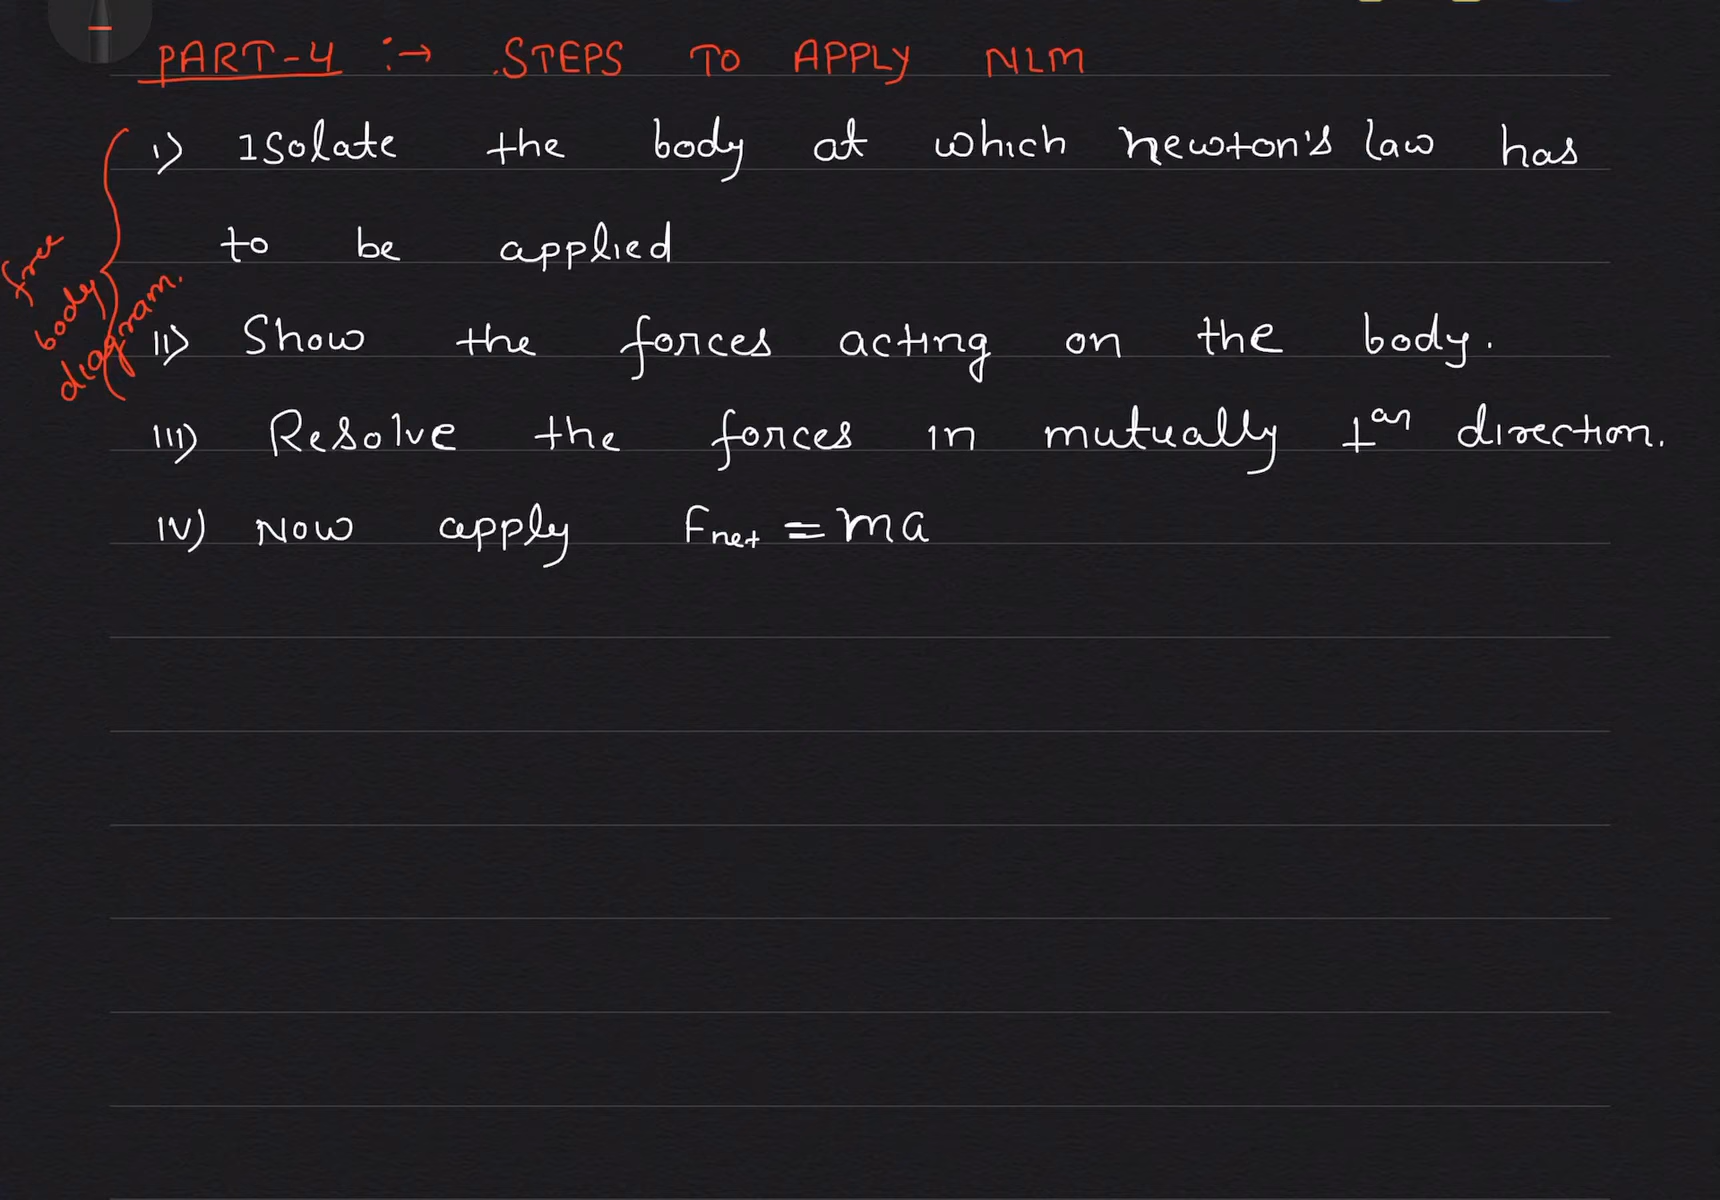 PART-4 :→ STEPS TO APPLY NLM
i) Isolate the body at which newton's law has
to be applied
ii) Show the forces acting on the body.
iii) Resolve the forces in mutually ⊥ar direction.
iv) Now apply Fnet = ma
free
body
diagram.